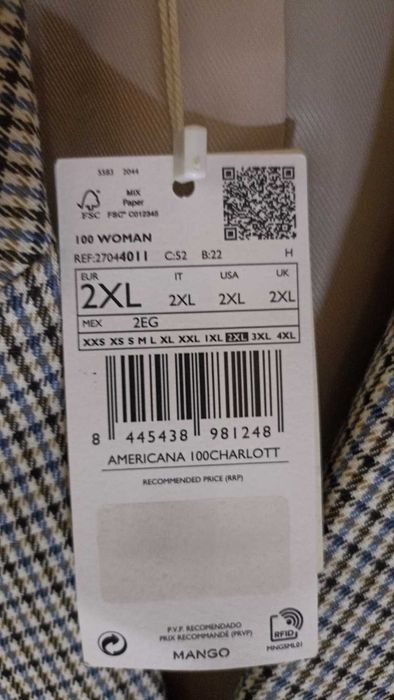 5583 2044
MIX
Paper
FSC FSC® C012345
100 WOMAN
REF:27044011 C:52 B:22 H
EUR IT USA UK
2XL 2XL 2XL 2XL
MEX 2EG
XXS XS S M L XL XXL 1XL 2XL 3XL 4XL
8 445438 981248
AMERICANA 100CHARLOTT
RECOMMENDED PRICE (RRP)
P.V.P. RECOMENDADO
PRIX RECOMMANDÉ (PRVP)
RFID
MANGO
MNGSML01